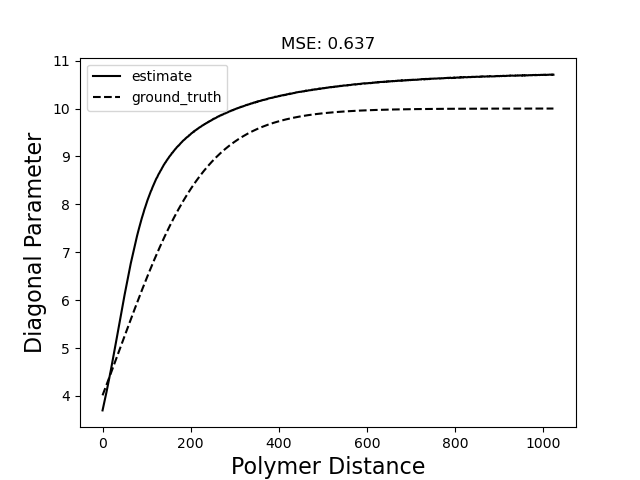 MSE: 0.637
estimate
ground_truth
11
10
9
8
7
6
5
4
Diagonal Parameter
0 200 400 600 800 1000
Polymer Distance